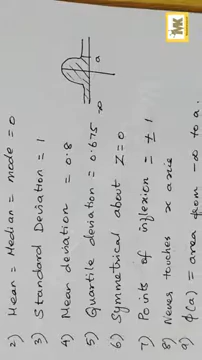 2) Mean = Median = mode = 0
3) Standard Deviation = 1
4) Mean deviation = 0.8
5) Quartile deviation = 0.675
6) Symmetrical about Z=0
7) Points of inflexion = ± 1
8) Never touches x axis
9) φ(a) = area from -∞ to a.
-∞ a
MK